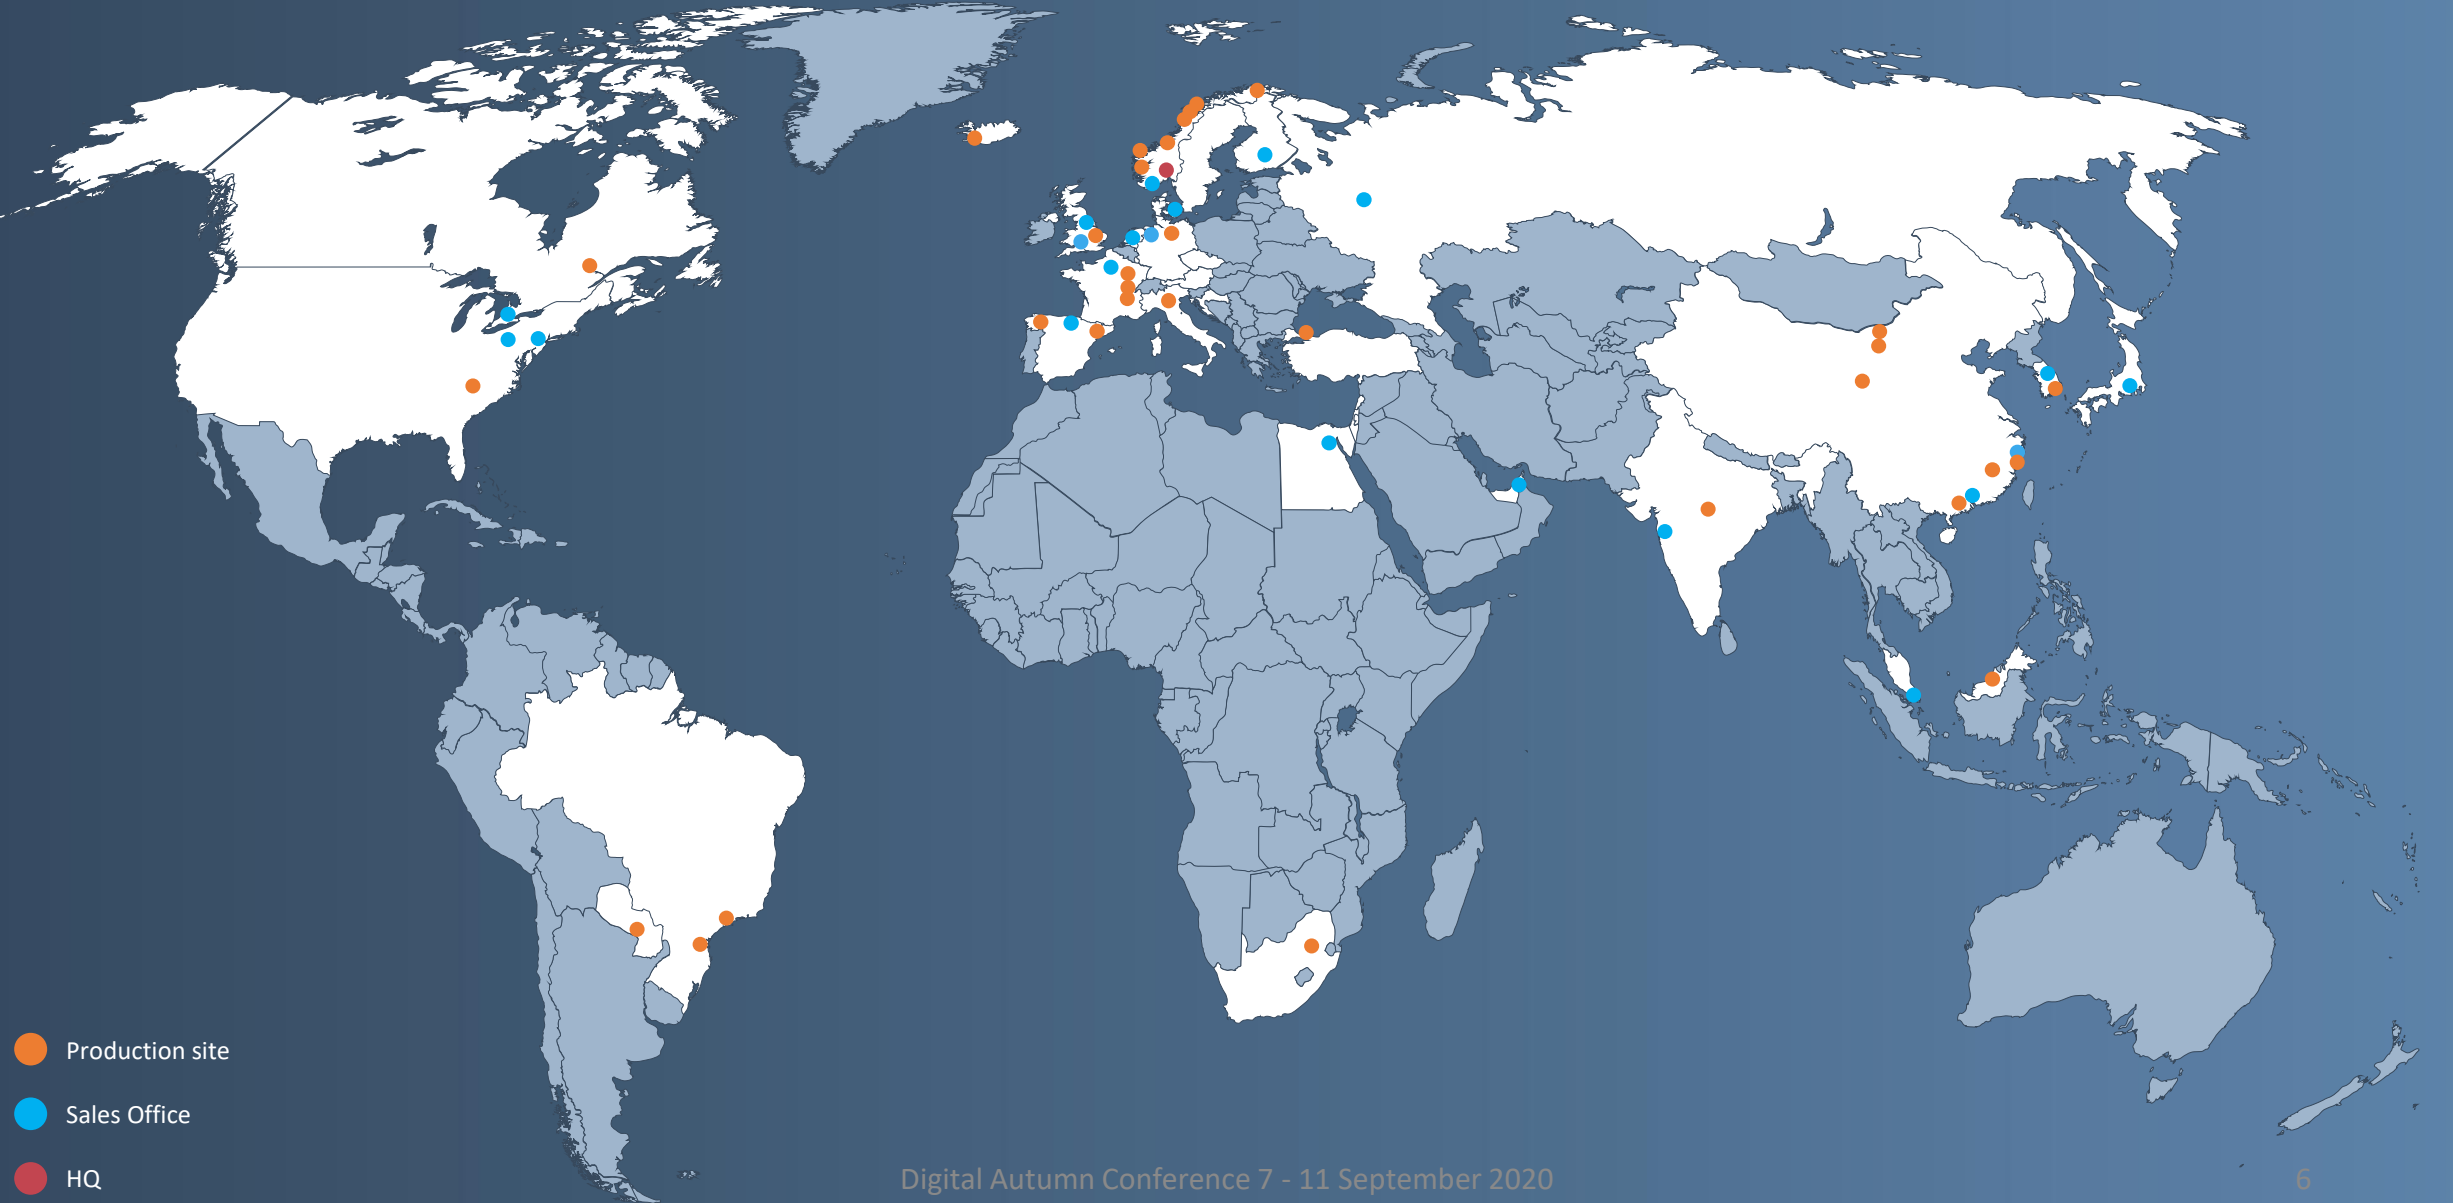 Production site
Sales Office
HQ
Digital Autumn Conference 7 - 11 September 2020
6